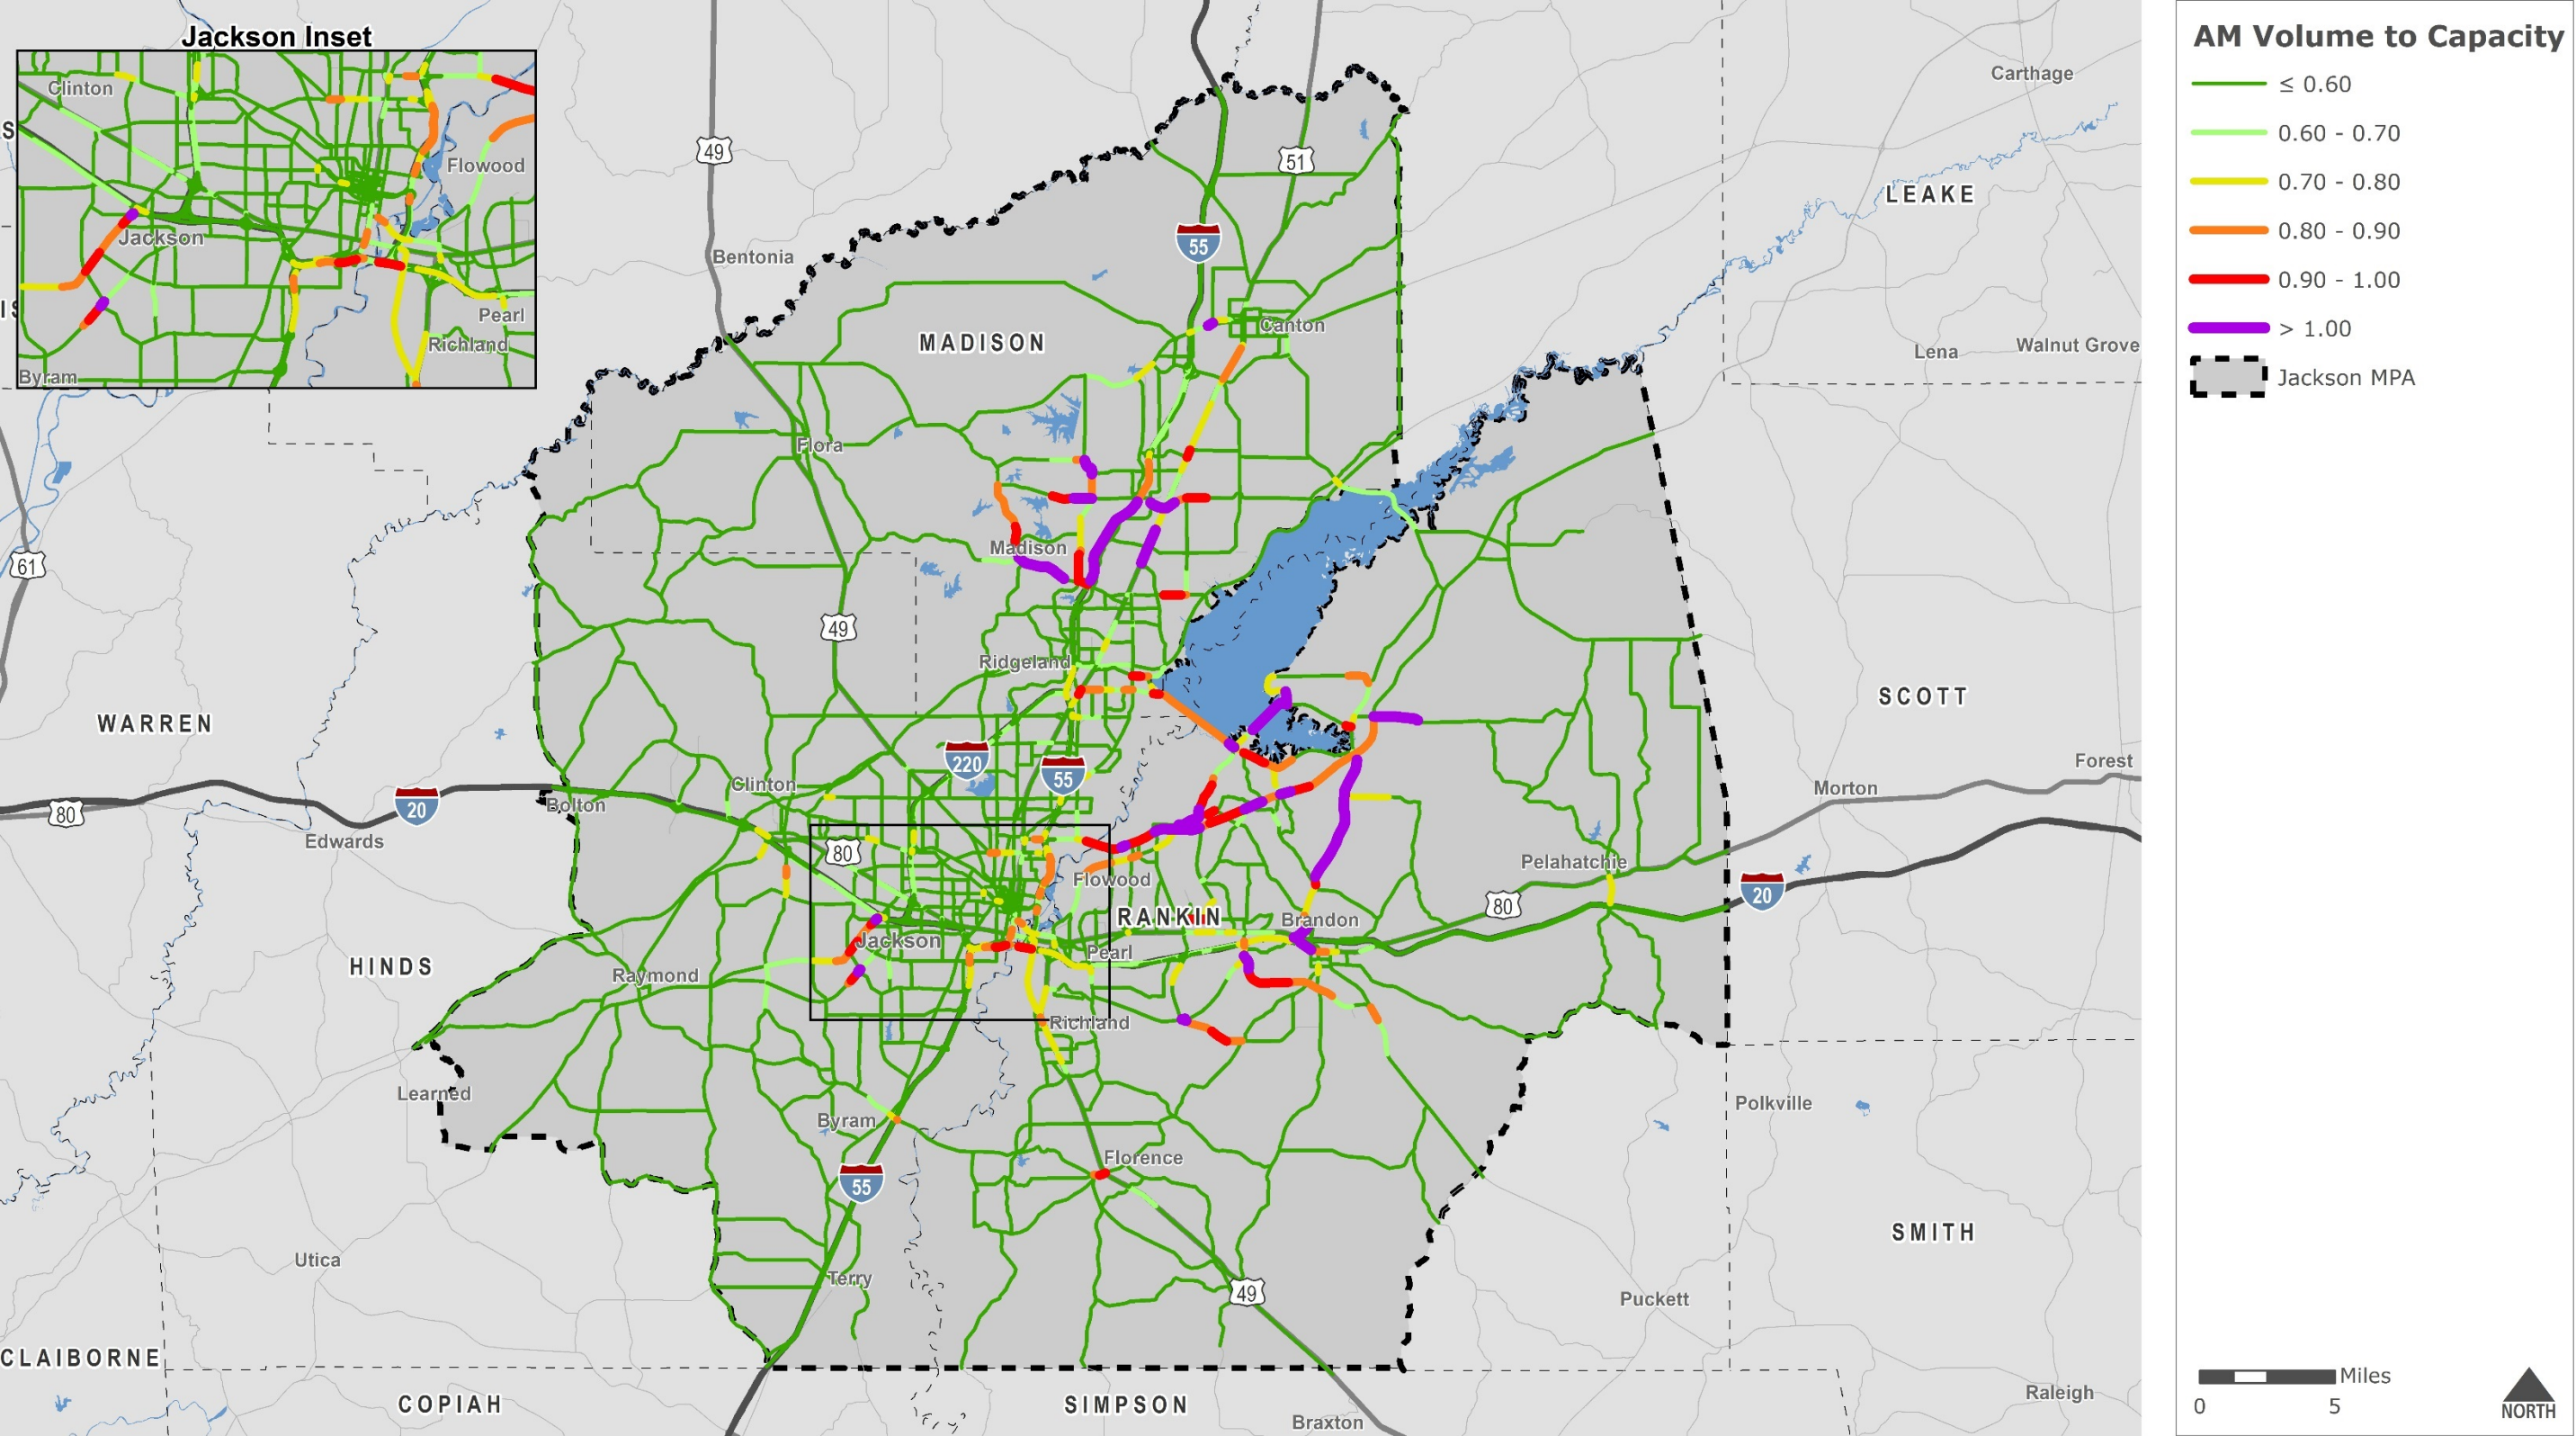 Jackson Inset
Clinton
Flowood
Jackson
Pearl
Richland
Byram
S
IS
49
51
55
Bentonia
MADISON
Canton
Flora
Carthage
LEAKE
Lena
Walnut Grove
61
Madison
49
Ridgeland
WARREN
SCOTT
220
55
Clinton
Bolton
80
20
Edwards
80
Forest
Morton
Pelahatchie
Flowood
RANKIN
Brandon
80
20
Jackson
Pearl
HINDS
Raymond
Richland
Learned
Byram
Polkville
Florence
55
SMITH
Utica
Terry
49
Puckett
CLAIBORNE
COPIAH
SIMPSON
Braxton
Raleigh
AM Volume to Capacity
≤ 0.60
0.60 - 0.70
0.70 - 0.80
0.80 - 0.90
0.90 - 1.00
> 1.00
Jackson MPA
Miles
0 5
NORTH